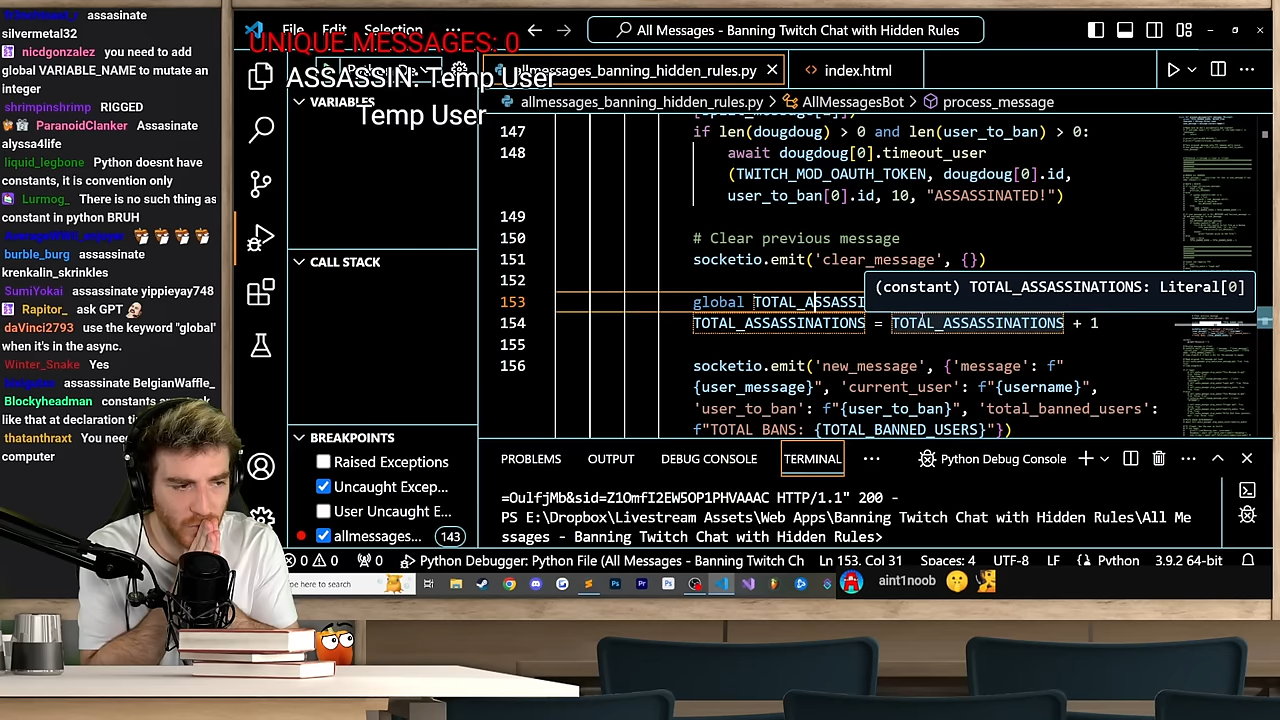 assasinate
silvermetal32
nicdgonzalez you need to add
global VARIABLE_NAME to mutate an
integer
shrimpinshrimp RIGGED
ParanoidClanker Assasinate
alyssa4life
liquid_legbone Python doesnt have
constants, it is convention only
Lurmog_ There is no such thing as
constant in python BRUH
burble_burg assassinate
krenkalin_skrinkles
SumiYokai assassinate yippieyay748
Rapitor_ ask GPT
daVinci2793 use the keyword "global"
when it's in the async.
Winter_Snake Yes
assassinate BelgianWaffle_
Blockyheadman constants
like that at declaration
thatanthraxt You need
computer
File Edit Selection ...
All Messages - Banning Twitch Chat with Hidden Rules
UNIQUE MESSAGES: 0
ASSASSIN: Temp User
Temp User
allmessages_banning_hidden_rules.py
index.html
VARIABLES
allmessages_banning_hidden_rules.py > AllMessagesBot > process_message
147 if len(dougdoug) > 0 and len(user_to_ban) > 0:
148 await dougdoug[0].timeout_user
(TWITCH_MOD_OAUTH_TOKEN, dougdoug[0].id,
user_to_ban[0].id, 10, "ASSASSINATED!")
149
150 # Clear previous message
151 socketio.emit('clear_message', {})
152
(constant) TOTAL_ASSASSINATIONS: Literal[0]
153 global TOTAL_ASSASSI
154 TOTAL_ASSASSINATIONS = TOTAL_ASSASSINATIONS + 1
155
156 socketio.emit('new_message', {'message': f"
{user_message}", 'current_user': f"{username}",
'user_to_ban': f"{user_to_ban}", 'total_banned_users':
f"TOTAL BANS: {TOTAL_BANNED_USERS}"})
CALL STACK
BREAKPOINTS
Raised Exceptions
Uncaught Excep...
User Uncaught E...
allmessages... 143
PROBLEMS OUTPUT DEBUG CONSOLE TERMINAL ... Python Debug Console
=OulfjMb&sid=Z1OmfI2EW5OP1PHVAAAC HTTP/1.1" 200 -
PS E:\Dropbox\Livestream Assets\Web Apps\Banning Twitch Chat with Hidden Rules\All Me
ssages - Banning Twitch Chat with Hidden Rules>
0 0 0 Python Debugger: Python File (All Messages - Banning Twitch Ch Ln 153, Col 31 Spaces: 4 UTF-8 LF Python 3.9.2 64-bit
here to search
aint1noob